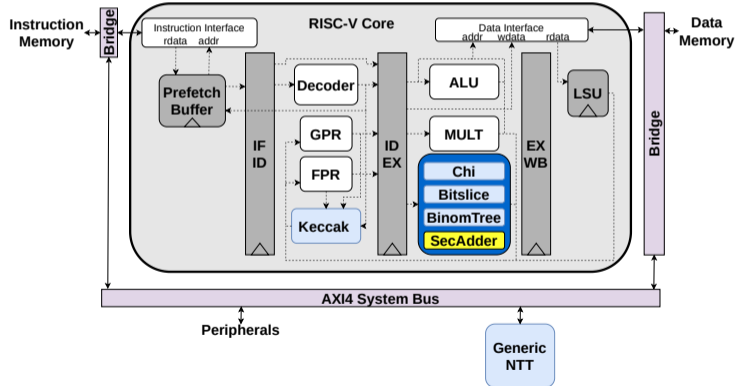 RISC-V Core
Instruction
Memory
Bridge
Instruction Interface
rdata addr
Data Interface
addr wdata rdata
Data
Memory
Prefetch
Buffer
IF
ID
Decoder
GPR
FPR
Keccak
ID
EX
ALU
MULT
Chi
Bitslice
BinomTree
SecAdder
EX
WB
LSU
Bridge
AXI4 System Bus
Peripherals
Generic
NTT